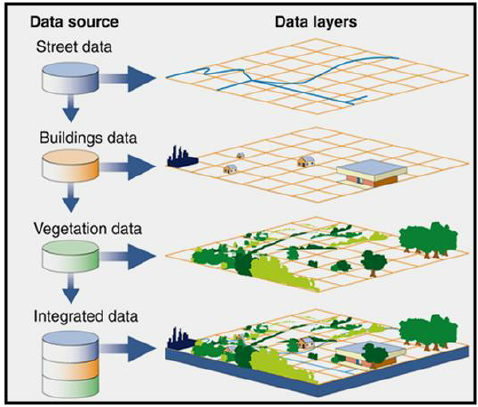 Data source
Data layers
Street data
Buildings data
Vegetation data
Integrated data